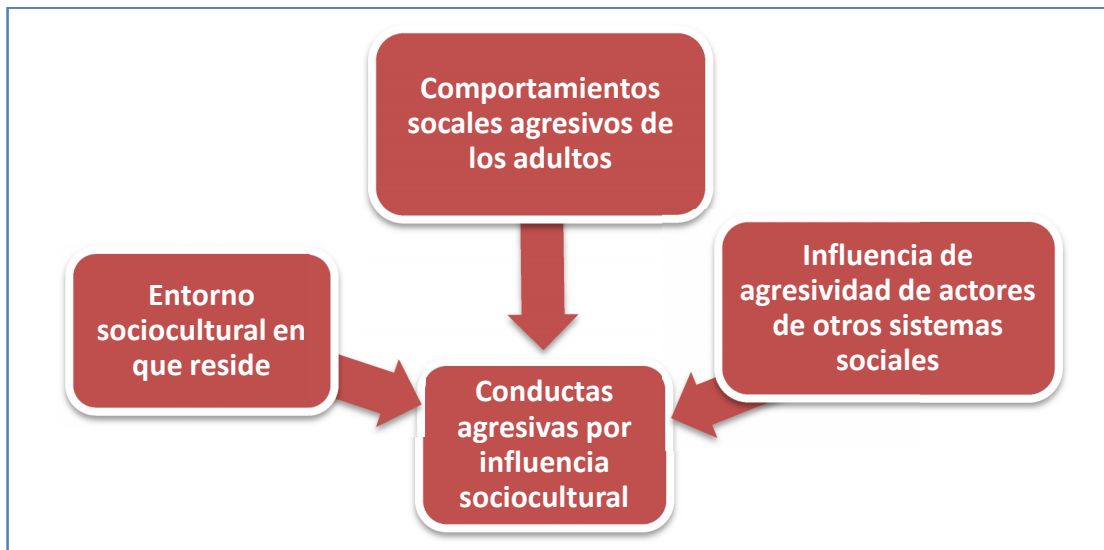 Comportamientos
socales agresivos de
los adultos
Entorno
sociocultural en
que reside
Influencia de
agresividad de actores
de otros sistemas
sociales
Conductas
agresivas por
influencia
sociocultural